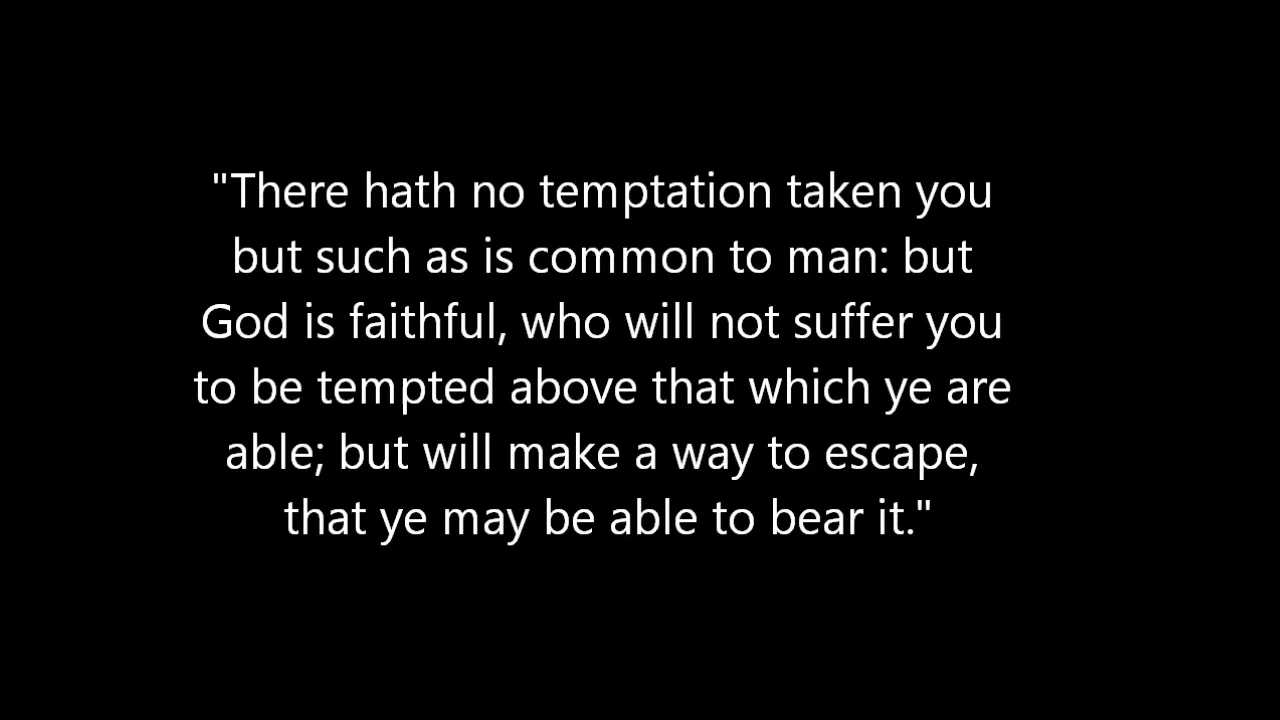 "There hath no temptation taken you
but such as is common to man: but
God is faithful, who will not suffer you
to be tempted above that which ye are
able; but will make a way to escape,
that ye may be able to bear it."